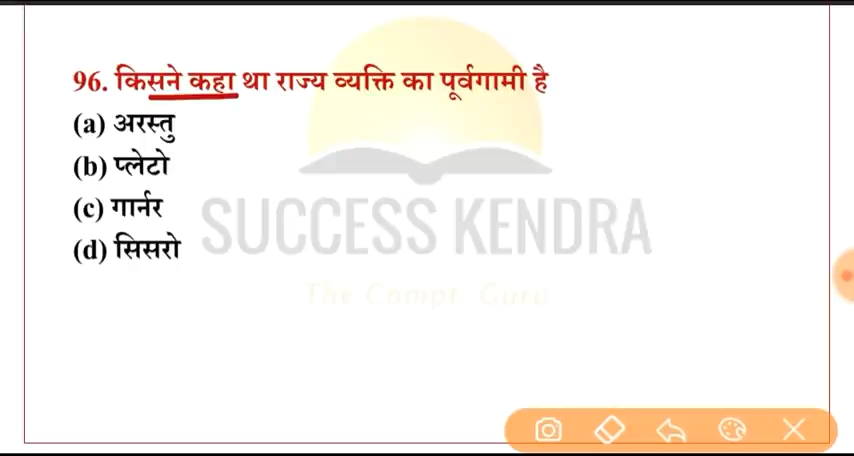 96. किसने कहा था राज्य व्यक्ति का पूर्वगामी है
(a) अरस्तु
(b) प्लेटो
(c) गार्नर
(d) सिसरो
SUCCESS KENDRA
The Compt. Guru